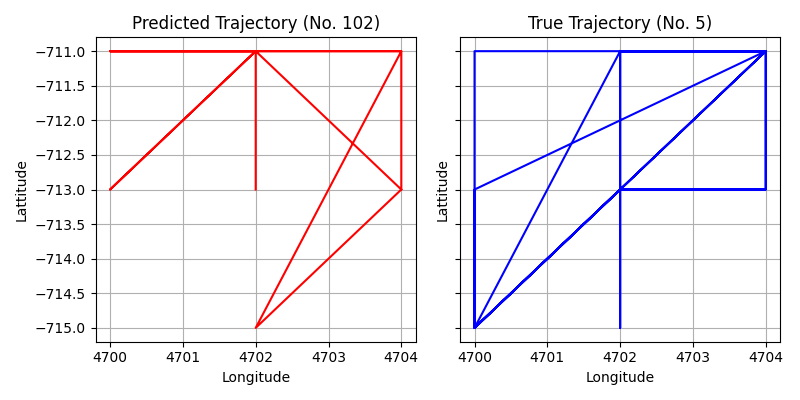 Predicted Trajectory (No. 102)
Lattitude
−711.0
−711.5
−712.0
−712.5
−713.0
−713.5
−714.0
−714.5
−715.0
4700 4701 4702 4703 4704
Longitude
True Trajectory (No. 5)
Lattitude
4700 4701 4702 4703 4704
Longitude